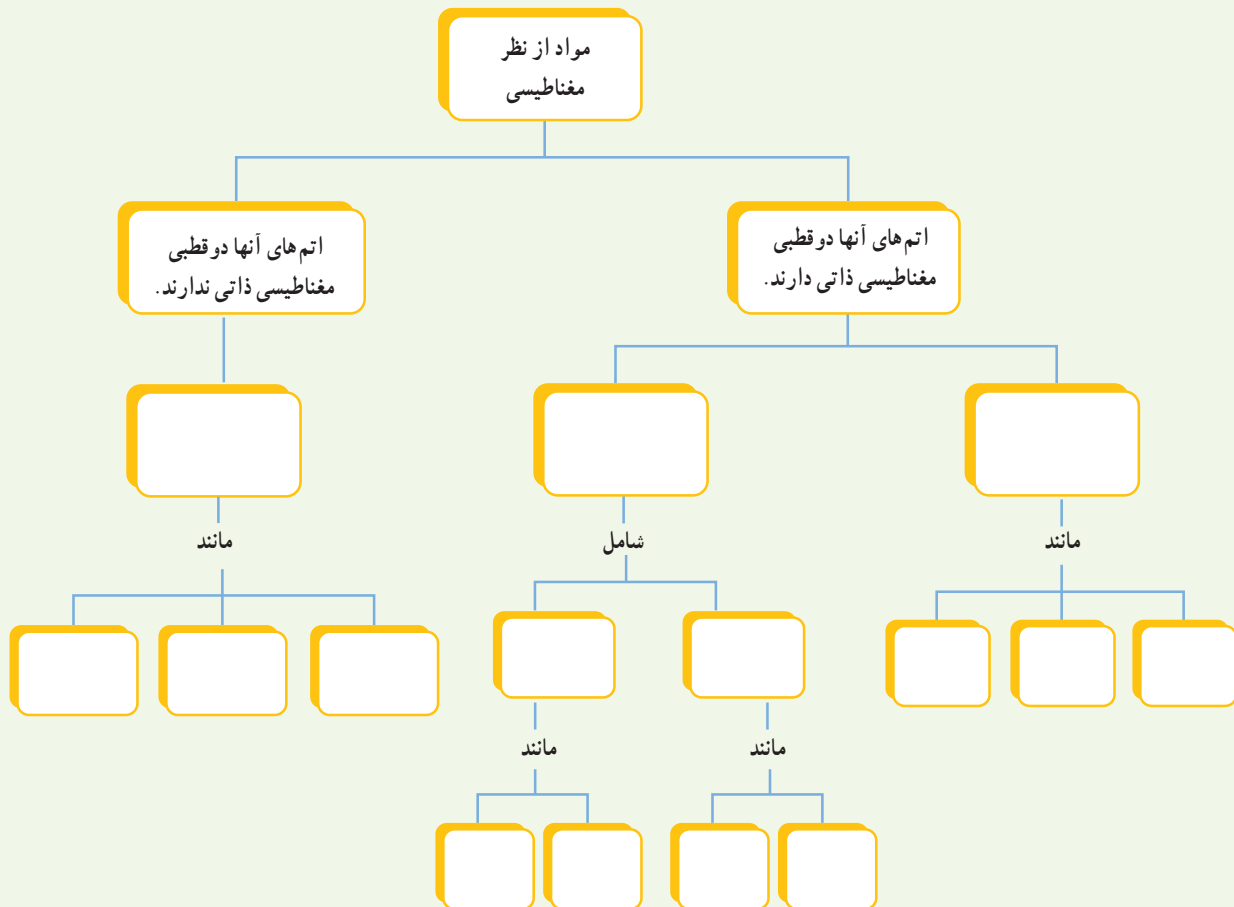 مواد از نظر
مغناطیسی
اتم‌های آنها دوقطبی
مغناطیسی ذاتی دارند.
اتم‌های آنها دوقطبی
مغناطیسی ذاتی ندارند.
مانند
شامل
مانند
مانند
مانند